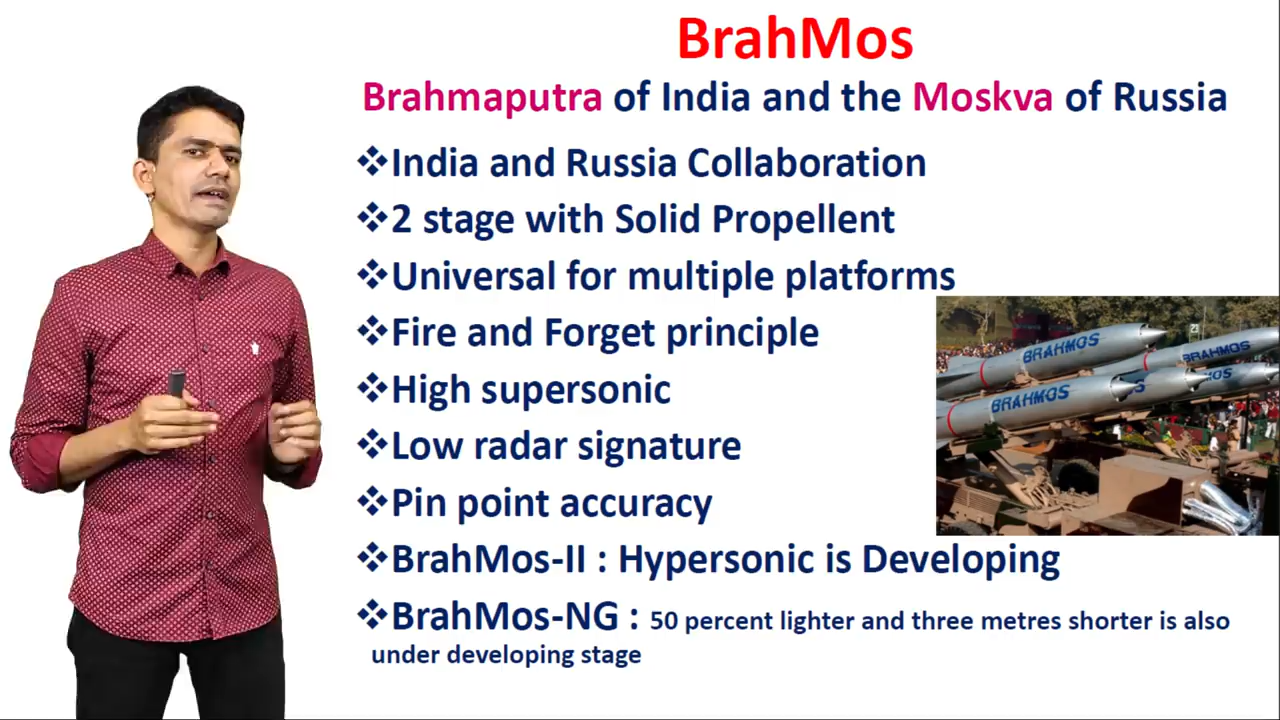 BrahMos
Brahmaputra of India and the Moskva of Russia
❖India and Russia Collaboration
❖2 stage with Solid Propellent
❖Universal for multiple platforms
❖Fire and Forget principle
❖High supersonic
❖Low radar signature
❖Pin point accuracy
❖BrahMos-II : Hypersonic is Developing
❖BrahMos-NG : 50 percent lighter and three metres shorter is also
under developing stage
23
BRAHMOS
BRAHMOS
BRAHMOS